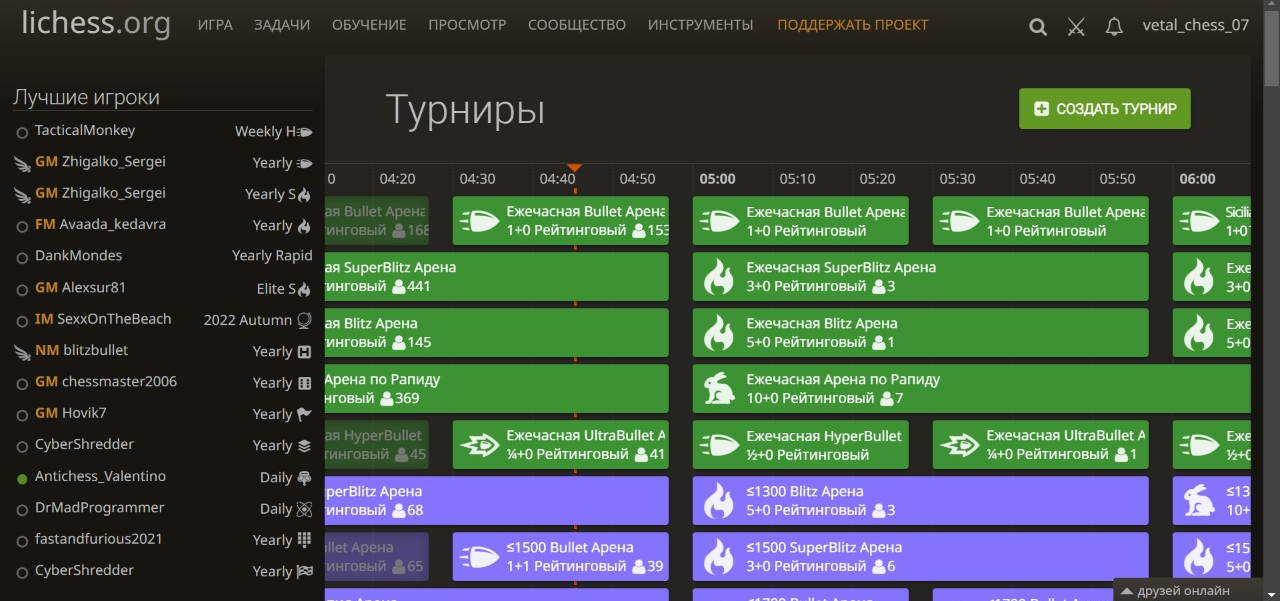 lichess.org ИГРА ЗАДАЧИ ОБУЧЕНИЕ ПРОСМОТР СООБЩЕСТВО ИНСТРУМЕНТЫ ПОДДЕРЖАТЬ ПРОЕКТ vetal_chess_07
Лучшие игроки
TacticalMonkey Weekly H
GM Zhigalko_Sergei Yearly
GM Zhigalko_Sergei Yearly S
FM Avaada_kedavra Yearly
DankMondes Yearly Rapid
GM Alexsur81 Elite S
IM SexxOnTheBeach 2022 Autumn
NM blitzbullet Yearly
GM chessmaster2006 Yearly
GM Hovik7 Yearly
CyberShredder Yearly
Antichess_Valentino Daily
DrMadProgrammer Daily
fastandfurious2021 Yearly
CyberShredder Yearly
Турниры
СОЗДАТЬ ТУРНИР
0 04:20 04:30 04:40 04:50 05:00 05:10 05:20 05:30 05:40 05:50 06:00
ая Bullet Арена Ежечасная Bullet Арена Ежечасная Bullet Арена Ежечасная Bullet Арена Sicili
тинговый 168 1+0 Рейтинговый 153 1+0 Рейтинговый 1+0 Рейтинговый 1+0
ая SuperBlitz Арена Ежечасная SuperBlitz Арена Еже
тинговый 441 3+0 Рейтинговый 3 3+0
ая Blitz Арена Ежечасная Blitz Арена Еже
тинговый 145 5+0 Рейтинговый 1 5+0
Арена по Рапиду Ежечасная Арена по Рапиду
нговый 369 10+0 Рейтинговый 7
ая HyperBullet Ежечасная UltraBullet А Ежечасная HyperBullet Ежечасная UltraBullet А Еже
тинговый 45 ¼+0 Рейтинговый 41 ½+0 Рейтинговый ¼+0 Рейтинговый 1 ½+0
perBlitz Арена ≤1300 Blitz Арена ≤13
инговый 68 5+0 Рейтинговый 3 10+
llet Арена ≤1500 Bullet Арена ≤1500 SuperBlitz Арена ≤15
инговый 65 1+1 Рейтинговый 39 3+0 Рейтинговый 6 5+0
друзей онлайн